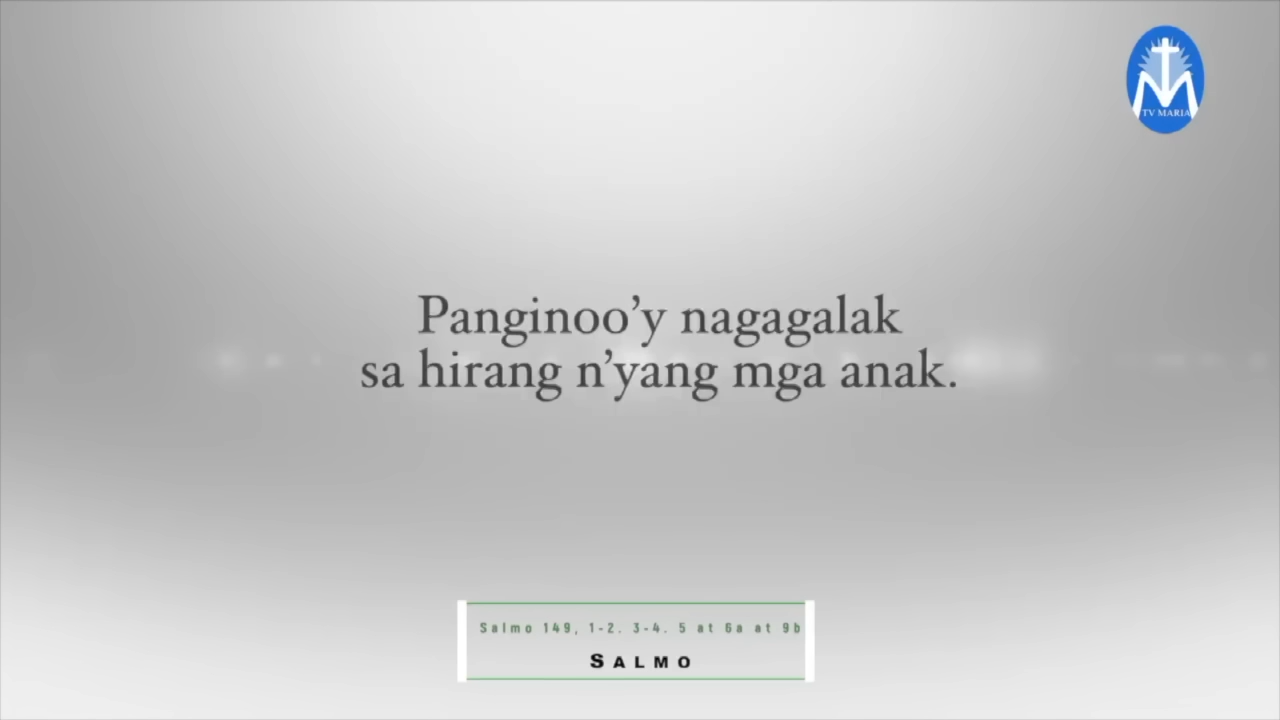 TV MARIA
Panginoo’y nagagalak
sa hirang n’yang mga anak.
Salmo 149, 1-2. 3-4. 5 at 6a at 9b
SALMO